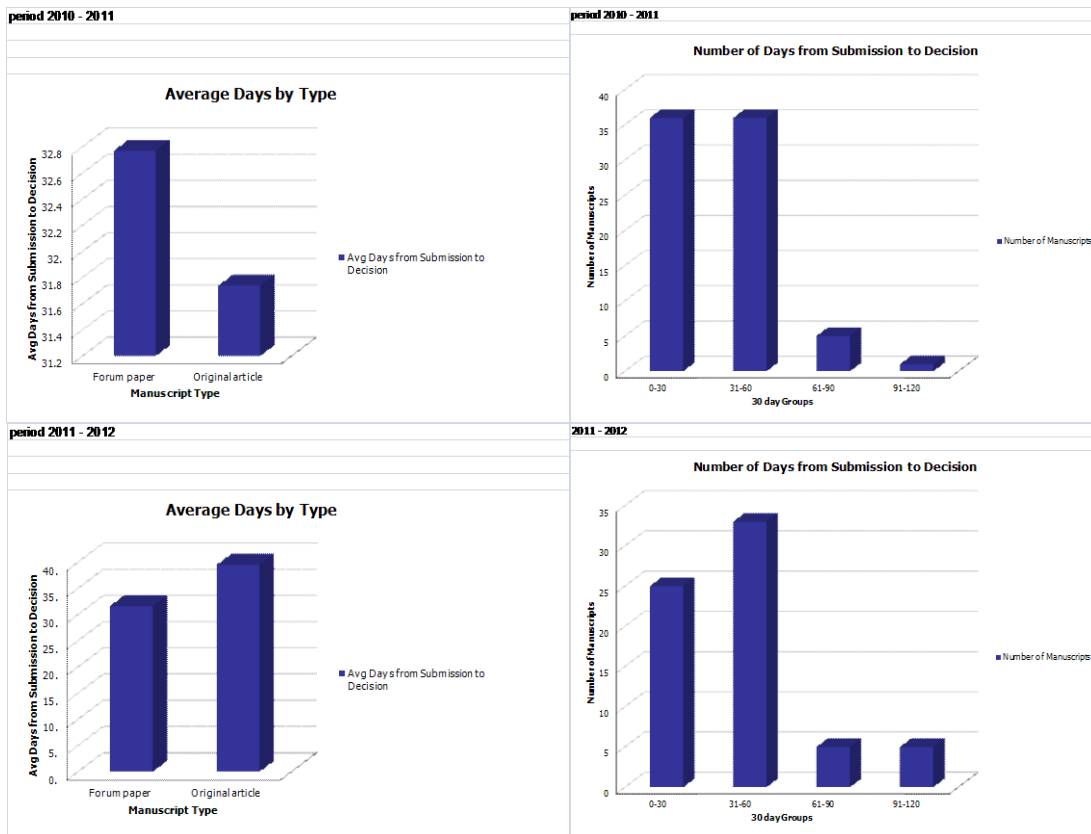 period 2010 - 2011
Average Days by Type
Avg Days from Submission to Decision
32.8
32.6
32.4
32.2
32.
31.8
31.6
31.4
31.2
Forum paper
Original article
Manuscript Type
Avg Days from Submission to
Decision
period 2010 - 2011
Number of Days from Submission to Decision
Number of Manuscripts
40
35
30
25
20
15
10
5
0
0-30
31-60
61-90
91-120
30 day Groups
Number of Manuscripts
period 2011 - 2012
Average Days by Type
Avg Days from Submission to Decision
40.
35.
30.
25.
20.
15.
10.
5.
0.
Forum paper
Original article
Manuscript Type
Avg Days from Submission to
Decision
2011 - 2012
Number of Days from Submission to Decision
Number of Manuscripts
35
30
25
20
15
10
5
0
0-30
31-60
61-90
91-120
30 day Groups
Number of Manuscripts